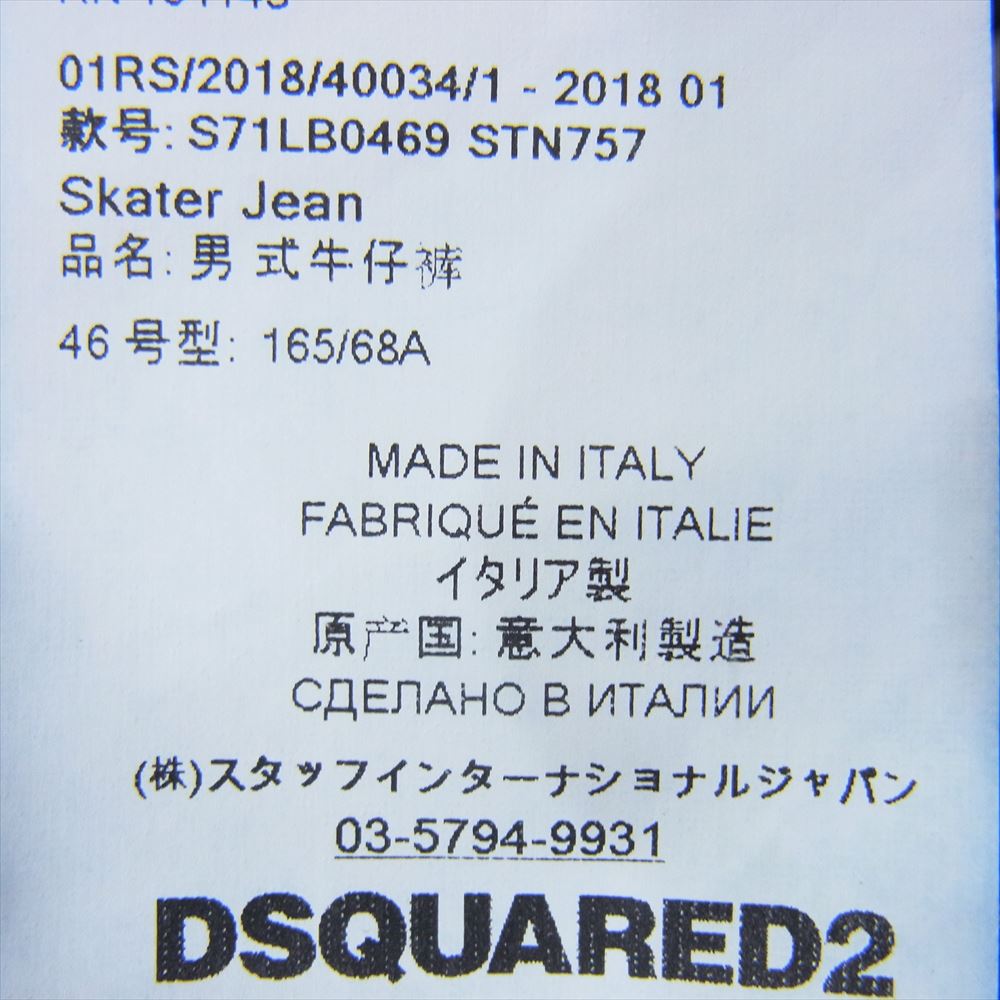 01RS/2018/40034/1 - 2018 01
款号: S71LB0469 STN757
Skater Jean
品名: 男 式牛仔裤
46 号型: 165/68A
MADE IN ITALY
FABRIQUÉ EN ITALIE
イタリア製
原产国: 意大利製造
СДЕЛАНО В ИТАЛИИ
(株)スタッフインターナショナルジャパン
03-5794-9931
DSQUARED2